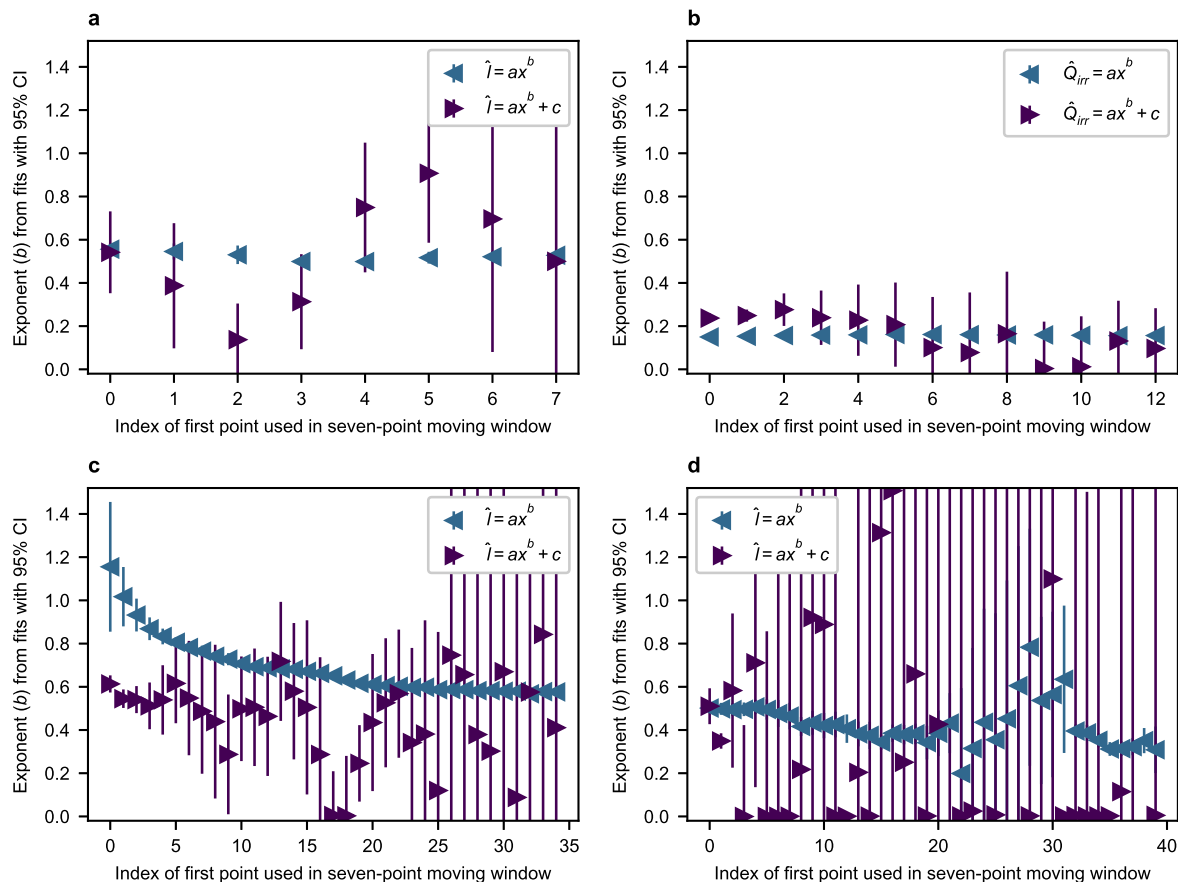 a
1.4
1.2
1.0
0.8
0.6
0.4
0.2
0.0
Exponent (b) from fits with 95% CI
Î = ax^b
Î = ax^b + c
0 1 2 3 4 5 6 7
Index of first point used in seven-point moving window
b
1.4
1.2
1.0
0.8
0.6
0.4
0.2
0.0
Exponent (b) from fits with 95% CI
Q̂_irr = ax^b
Q̂_irr = ax^b + c
0 2 4 6 8 10 12
Index of first point used in seven-point moving window
c
1.4
1.2
1.0
0.8
0.6
0.4
0.2
0.0
Exponent (b) from fits with 95% CI
Î = ax^b
Î = ax^b + c
0 5 10 15 20 25 30 35
Index of first point used in seven-point moving window
d
1.4
1.2
1.0
0.8
0.6
0.4
0.2
0.0
Exponent (b) from fits with 95% CI
Î = ax^b
Î = ax^b + c
0 10 20 30 40
Index of first point used in seven-point moving window